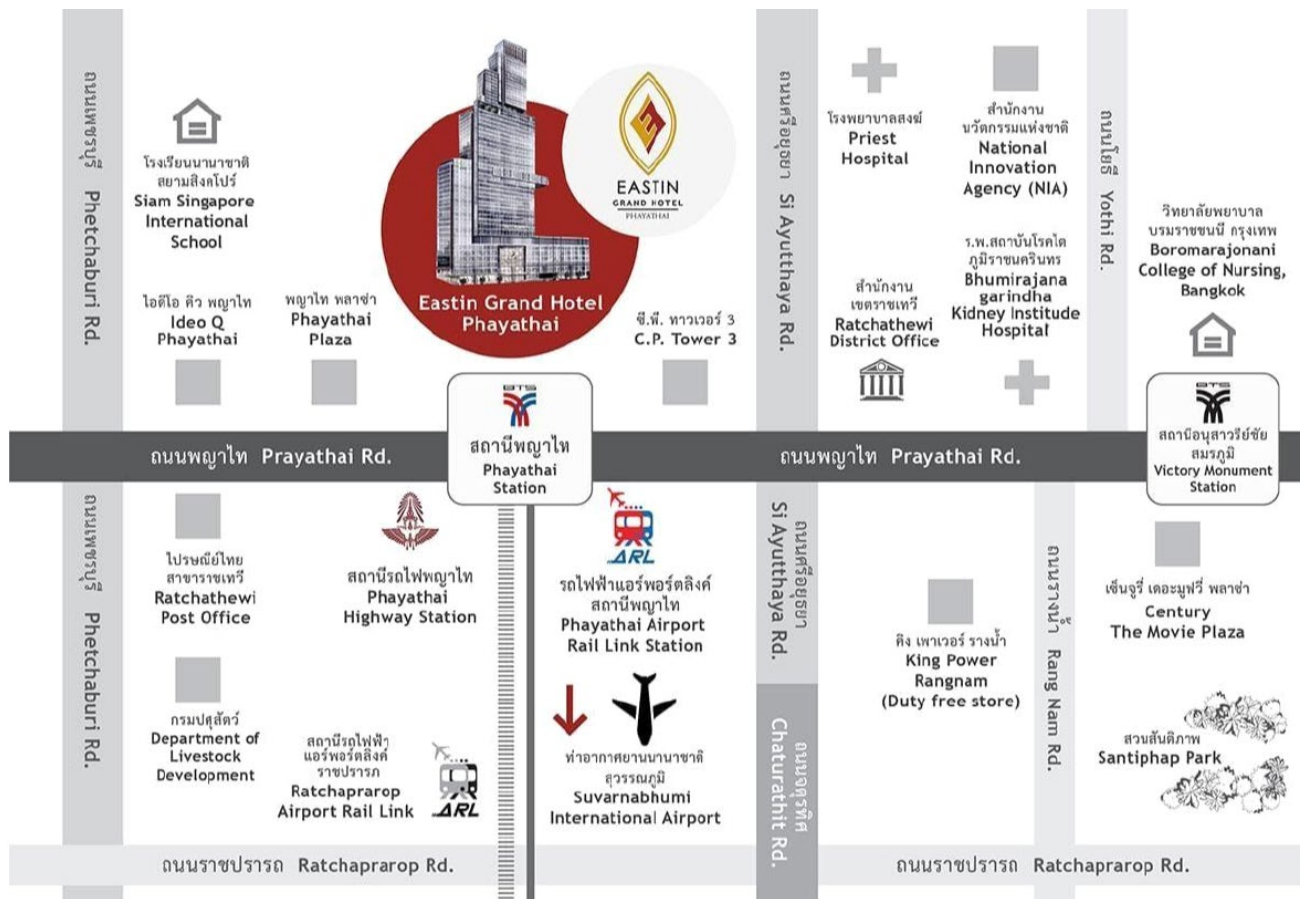 ถนนเพชรบุรี Phetchaburi Rd.
โรงเรียนนานาชาติ
สยามสิงคโปร์
Siam Singapore
International
School
EASTIN
GRAND HOTEL
PHAYATHAI
Eastin Grand Hotel
Phayathai
ไอดีโอ คิว พญาไท
Ideo Q
Phayathai
พญาไท พลาซ่า
Phayathai
Plaza
ซี.พี. ทาวเวอร์ 3
C.P. Tower 3
ถนนศรีอยุธยา Si Ayutthaya Rd.
โรงพยาบาลสงฆ์
Priest
Hospital
สำนักงาน
นวัตกรรมแห่งชาติ
National
Innovation
Agency (NIA)
สำนักงาน
เขตราชเทวี
Ratchathewi
District Office
ร.พ.สถาบันโรคไต
ภูมิราชนครินทร
Bhumirajana
garindha
Kidney Institude
Hospital
ถนนโยธี Yothi Rd.
วิทยาลัยพยาบาล
บรมราชชนนี กรุงเทพ
Boromarajonani
College of Nursing,
Bangkok
ถนนพญาไท Prayathai Rd.
BTS
สถานีพญาไท
Phayathai
Station
ถนนพญาไท Prayathai Rd.
BTS
สถานีอนุสาวรีย์ชัย
สมรภูมิ
Victory Monument
Station
ถนนเพชรบุรี Phetchaburi Rd.
ไปรษณีย์ไทย
สาขาราชเทวี
Ratchathewi
Post Office
สถานีรถไฟพญาไท
Phayathai
Highway Station
ARL
รถไฟฟ้าแอร์พอร์ตลิงค์
สถานีพญาไท
Phayathai Airport
Rail Link Station
ถนนศรีอยุธยา
Si Ayutthaya Rd.
คิง เพาเวอร์ รางน้ำ
King Power
Rangnam
(Duty free store)
ถนนรางน้ำ Rang Nam Rd.
เซ็นจูรี่ เดอะมูฟวี่ พลาซ่า
Century
The Movie Plaza
กรมปศุสัตว์
Department of
Livestock
Development
สถานีรถไฟฟ้า
แอร์พอร์ตลิงค์
ราชปรารภ
Ratchaprarop
Airport Rail Link
ARL
ท่าอากาศยานนานาชาติ
สุวรรณภูมิ
Suvarnabhumi
International Airport
ถนนจตุรทิศ
Chaturathit Rd.
สวนสันติภาพ
Santiphap Park
ถนนราชปรารถ Ratchaprarop Rd.
ถนนราชปรารถ Ratchaprarop Rd.